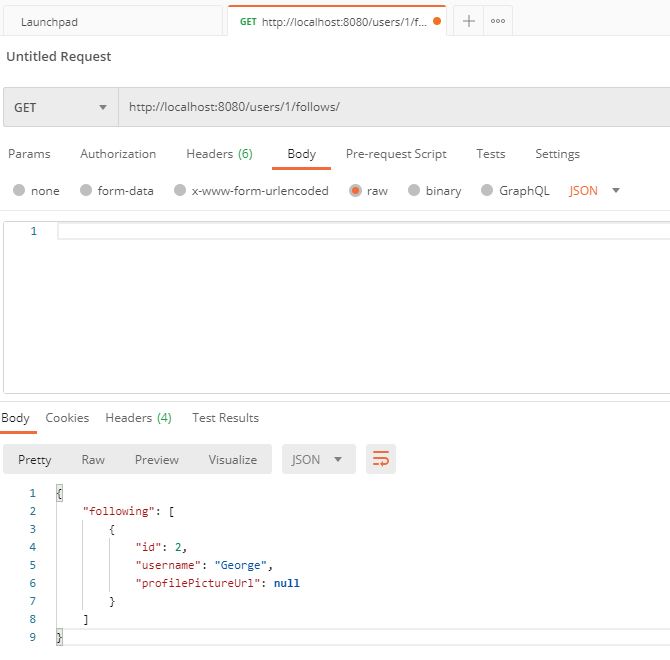 Launchpad
GET http://localhost:8080/users/1/f...
Untitled Request
GET http://localhost:8080/users/1/follows/
Params Authorization Headers (6) Body Pre-request Script Tests Settings
none form-data x-www-form-urlencoded raw binary GraphQL JSON
1
Body Cookies Headers (4) Test Results
Pretty Raw Preview Visualize JSON
1 {
2 "following": [
3 {
4 "id": 2,
5 "username": "George",
6 "profilePictureUrl": null
7 }
8 ]
9 }